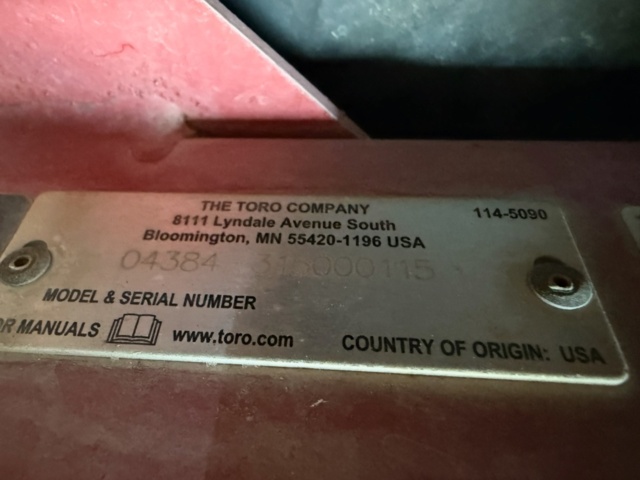 THE TORO COMPANY
114-5090
8111 Lyndale Avenue South
Bloomington, MN 55420-1196 USA
04384 315000115
MODEL & SERIAL NUMBER
OR MANUALS www.toro.com
COUNTRY OF ORIGIN: USA